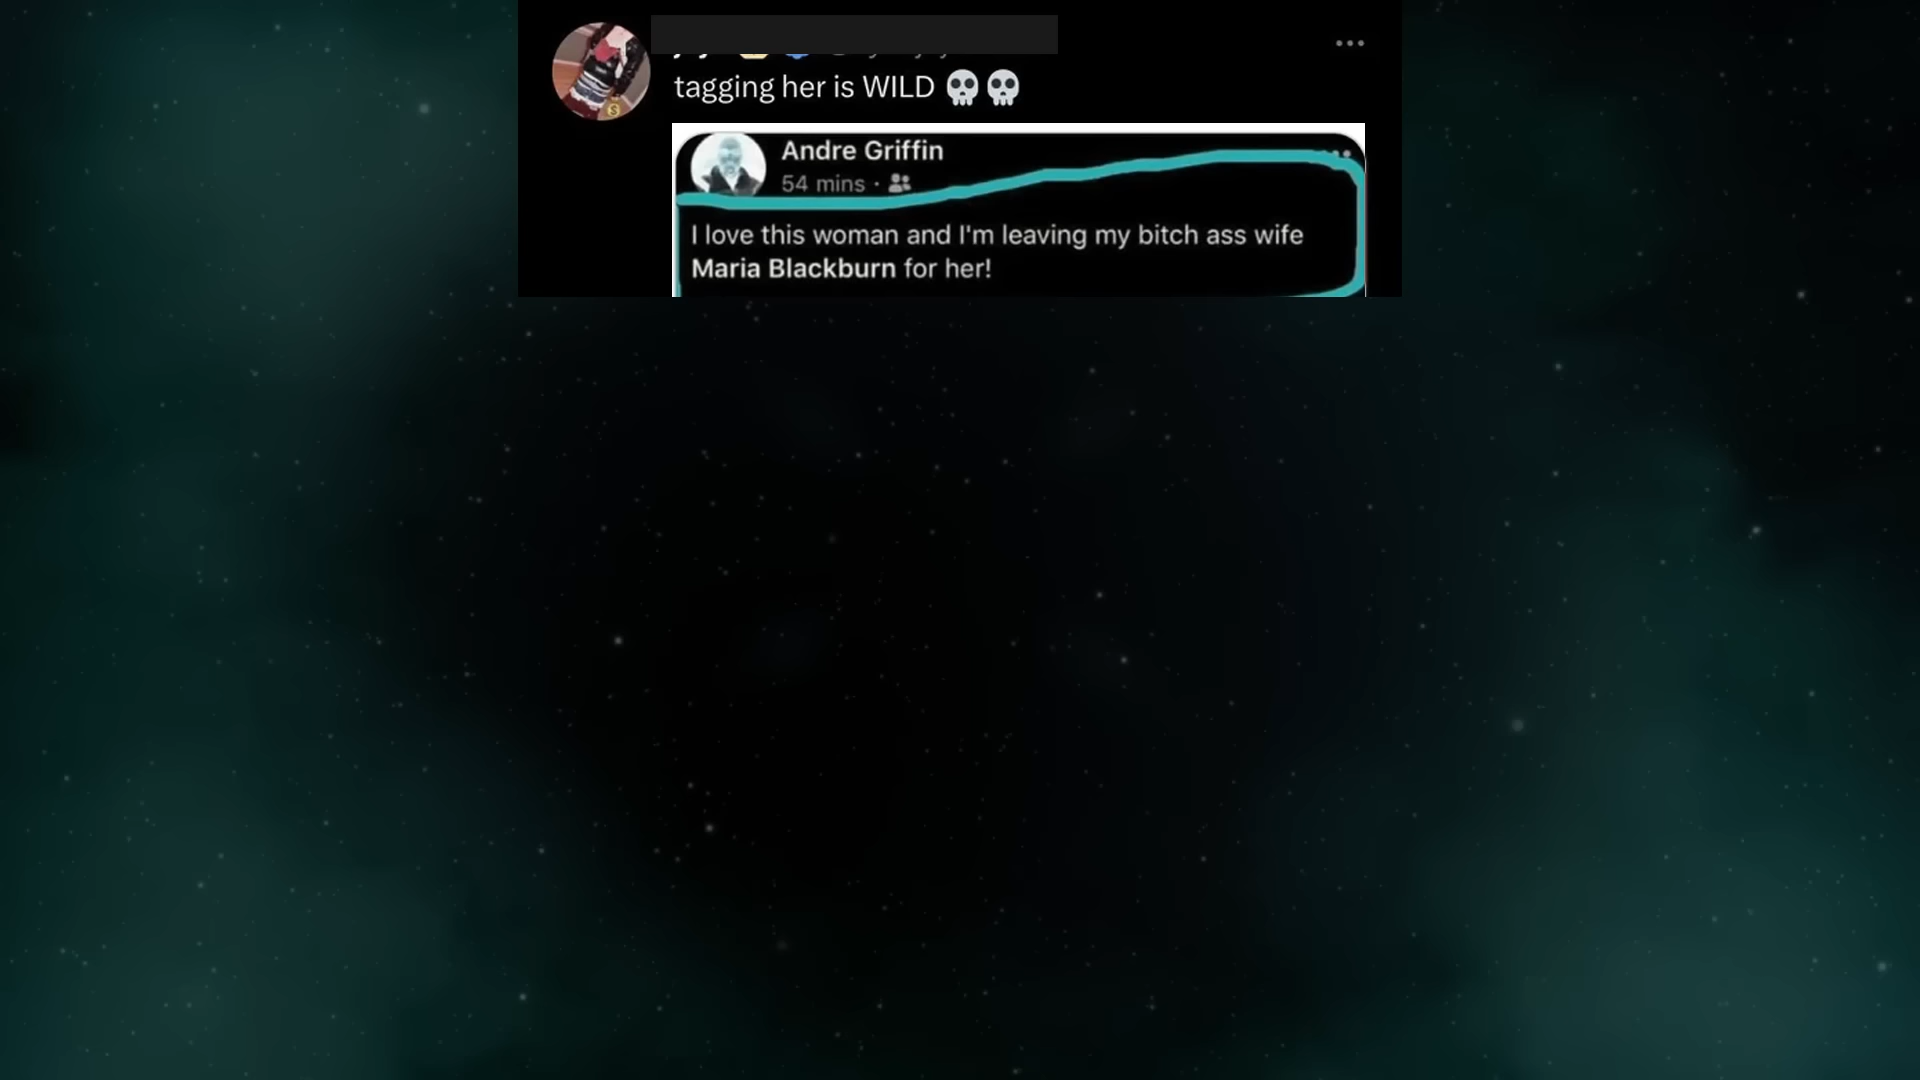 tagging her is WILD 💀💀
Andre Griffin
54 mins ·
I love this woman and I'm leaving my bitch ass wife
Maria Blackburn for her!